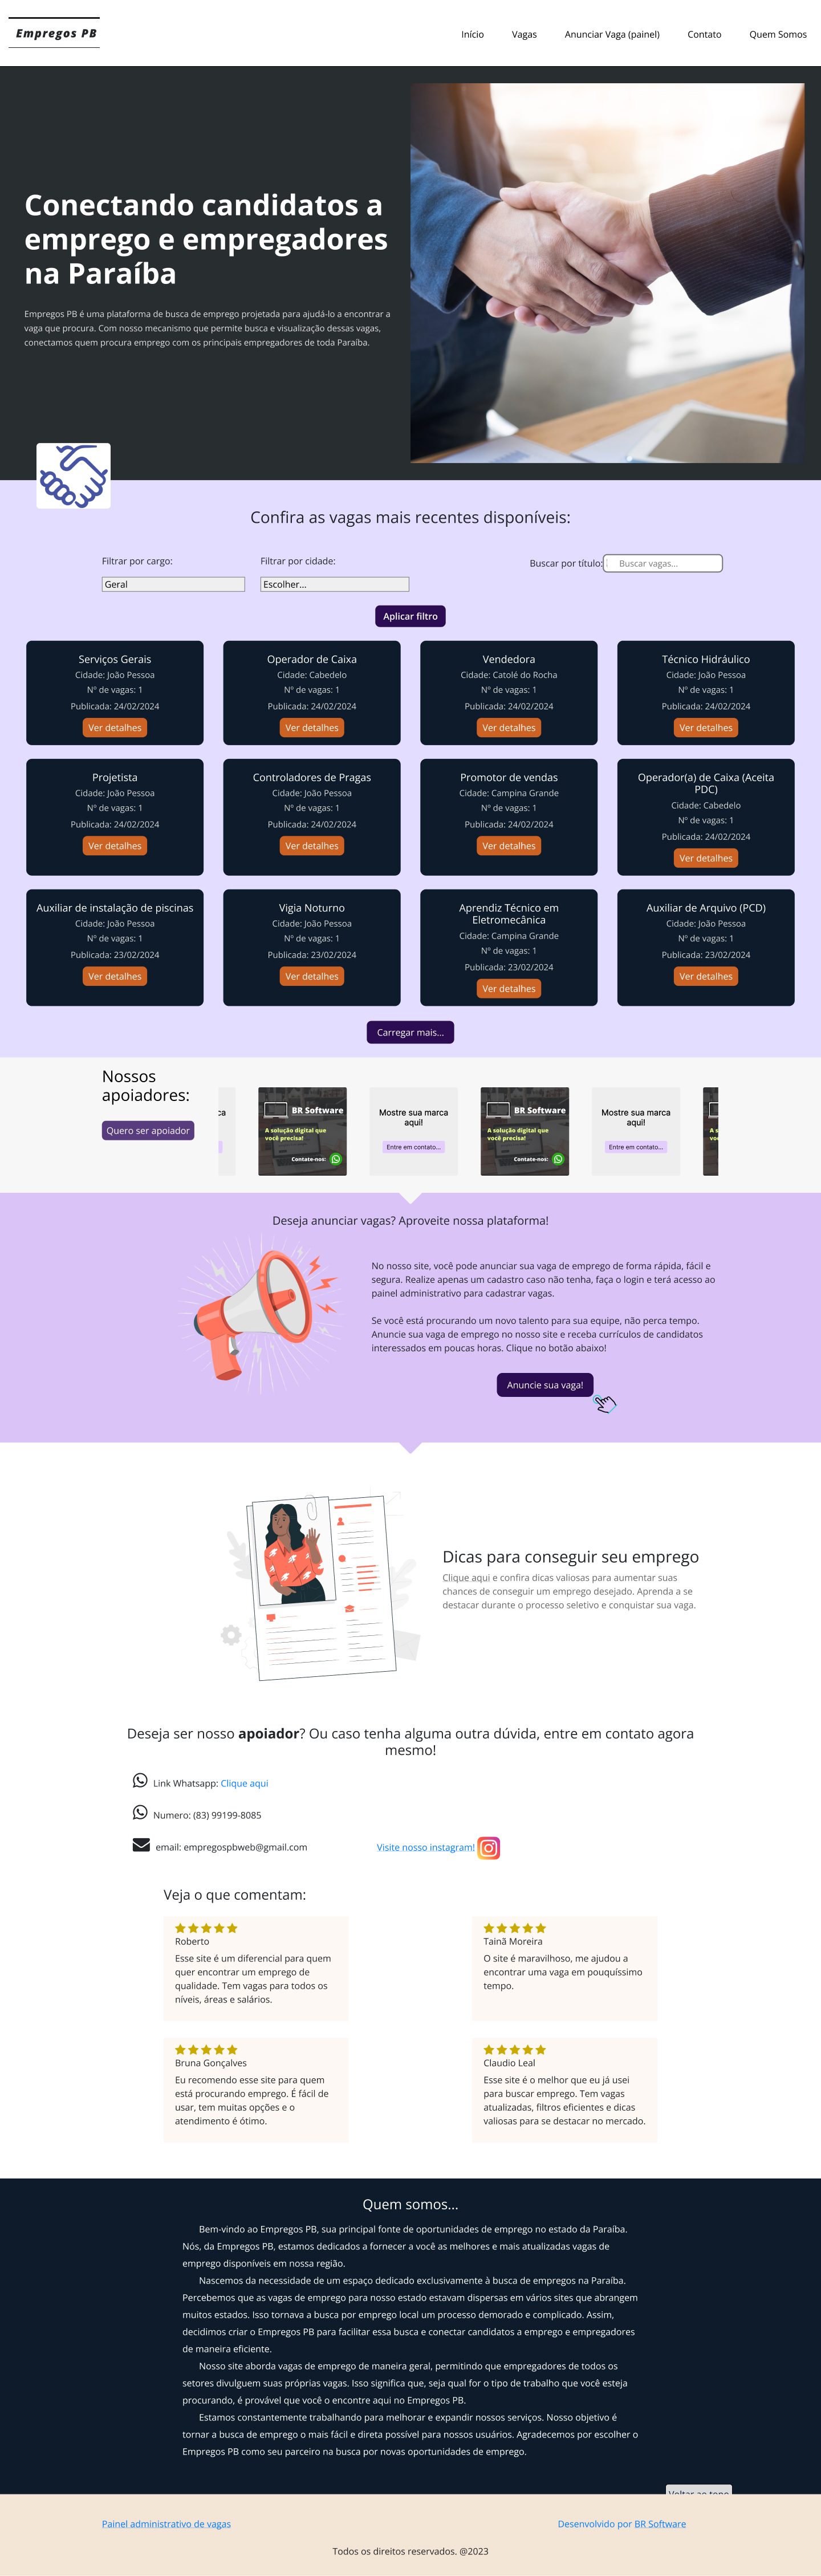 Empregos PB
Início Vagas Anunciar Vaga (painel) Contato Quem Somos
Conectando candidatos a
emprego e empregadores
na Paraíba
Empregos PB é uma plataforma de busca de emprego projetada para ajudá-lo a encontrar a
vaga que procura. Com nosso mecanismo que permite busca e visualização dessas vagas,
conectamos quem procura emprego com os principais empregadores de toda Paraíba.
Confira as vagas mais recentes disponíveis:
Filtrar por cargo:
Geral
Filtrar por cidade:
Escolher...
Buscar por título: Buscar vagas...
Aplicar filtro
Serviços Gerais
Cidade: João Pessoa
Nº de vagas: 1
Publicada: 24/02/2024
Ver detalhes
Operador de Caixa
Cidade: Cabedelo
Nº de vagas: 1
Publicada: 24/02/2024
Ver detalhes
Vendedora
Cidade: Catolé do Rocha
Nº de vagas: 1
Publicada: 24/02/2024
Ver detalhes
Técnico Hidráulico
Cidade: João Pessoa
Nº de vagas: 1
Publicada: 24/02/2024
Ver detalhes
Projetista
Cidade: João Pessoa
Nº de vagas: 1
Publicada: 24/02/2024
Ver detalhes
Controladores de Pragas
Cidade: João Pessoa
Nº de vagas: 1
Publicada: 24/02/2024
Ver detalhes
Promotor de vendas
Cidade: Campina Grande
Nº de vagas: 1
Publicada: 24/02/2024
Ver detalhes
Operador(a) de Caixa (Aceita
PDC)
Cidade: Cabedelo
Nº de vagas: 1
Publicada: 24/02/2024
Ver detalhes
Auxiliar de instalação de piscinas
Cidade: João Pessoa
Nº de vagas: 1
Publicada: 23/02/2024
Ver detalhes
Vigia Noturno
Cidade: João Pessoa
Nº de vagas: 1
Publicada: 23/02/2024
Ver detalhes
Aprendiz Técnico em
Eletromecânica
Cidade: Campina Grande
Nº de vagas: 1
Publicada: 23/02/2024
Ver detalhes
Auxiliar de Arquivo (PCD)
Cidade: João Pessoa
Nº de vagas: 1
Publicada: 23/02/2024
Ver detalhes
Carregar mais...
Nossos
apoiadores:
Quero ser apoiador
ca
BR Software
A solução digital que
você precisa!
Contate-nos:
Mostre sua marca
aqui!
Entre em contato...
BR Software
A solução digital que
você precisa!
Contate-nos:
Mostre sua marca
aqui!
Entre em contato...
A s
voc
Deseja anunciar vagas? Aproveite nossa plataforma!
No nosso site, você pode anunciar sua vaga de emprego de forma rápida, fácil e
segura. Realize apenas um cadastro caso não tenha, faça o login e terá acesso ao
painel administrativo para cadastrar vagas.
Se você está procurando um novo talento para sua equipe, não perca tempo.
Anuncie sua vaga de emprego no nosso site e receba currículos de candidatos
interessados em poucas horas. Clique no botão abaixo!
Anuncie sua vaga!
Dicas para conseguir seu emprego
Clique aqui e confira dicas valiosas para aumentar suas
chances de conseguir um emprego desejado. Aprenda a se
destacar durante o processo seletivo e conquistar sua vaga.
Deseja ser nosso apoiador? Ou caso tenha alguma outra dúvida, entre em contato agora
mesmo!
Link Whatsapp: Clique aqui
Numero: (83) 99199-8085
email: empregospbweb@gmail.com
Visite nosso instagram!
Veja o que comentam:
Roberto
Esse site é um diferencial para quem
quer encontrar um emprego de
qualidade. Tem vagas para todos os
níveis, áreas e salários.
Tainã Moreira
O site é maravilhoso, me ajudou a
encontrar uma vaga em pouquíssimo
tempo.
Bruna Gonçalves
Eu recomendo esse site para quem
está procurando emprego. É fácil de
usar, tem muitas opções e o
atendimento é ótimo.
Claudio Leal
Esse site é o melhor que eu já usei
para buscar emprego. Tem vagas
atualizadas, filtros eficientes e dicas
valiosas para se destacar no mercado.
Quem somos...
Bem-vindo ao Empregos PB, sua principal fonte de oportunidades de emprego no estado da Paraíba.
Nós, da Empregos PB, estamos dedicados a fornecer a você as melhores e mais atualizadas vagas de
emprego disponíveis em nossa região.
Nascemos da necessidade de um espaço dedicado exclusivamente à busca de empregos na Paraíba.
Percebemos que as vagas de emprego para nosso estado estavam dispersas em vários sites que abrangem
muitos estados. Isso tornava a busca por emprego local um processo demorado e complicado. Assim,
decidimos criar o Empregos PB para facilitar essa busca e conectar candidatos a emprego e empregadores
de maneira eficiente.
Nosso site aborda vagas de emprego de maneira geral, permitindo que empregadores de todos os
setores divulguem suas próprias vagas. Isso significa que, seja qual for o tipo de trabalho que você esteja
procurando, é provável que você o encontre aqui no Empregos PB.
Estamos constantemente trabalhando para melhorar e expandir nossos serviços. Nosso objetivo é
tornar a busca de emprego o mais fácil e direta possível para nossos usuários. Agradecemos por escolher o
Empregos PB como seu parceiro na busca por novas oportunidades de emprego.
Voltar ao topo
Painel administrativo de vagas
Desenvolvido por BR Software
Todos os direitos reservados. @2023